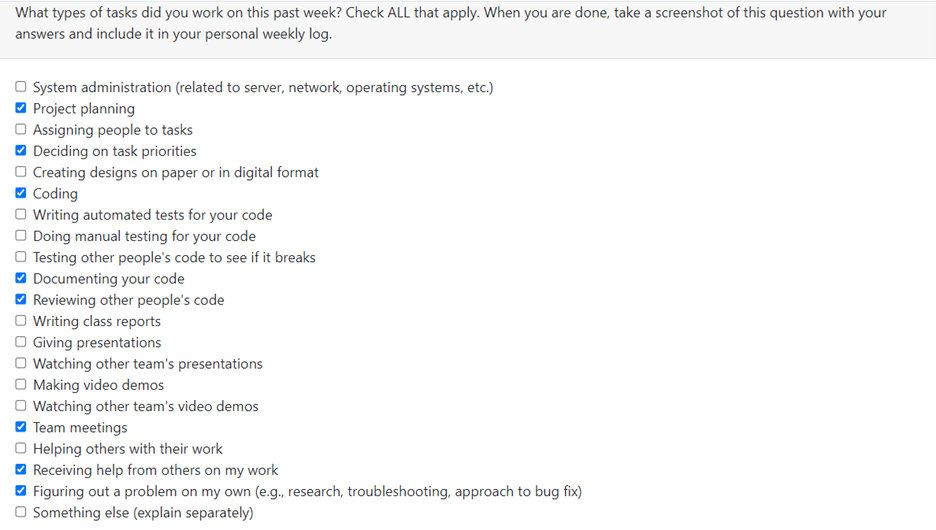 What types of tasks did you work on this past week? Check ALL that apply. When you are done, take a screenshot of this question with your
answers and include it in your personal weekly log.
System administration (related to server, network, operating systems, etc.)
Project planning
Assigning people to tasks
Deciding on task priorities
Creating designs on paper or in digital format
Coding
Writing automated tests for your code
Doing manual testing for your code
Testing other people's code to see if it breaks
Documenting your code
Reviewing other people's code
Writing class reports
Giving presentations
Watching other team's presentations
Making video demos
Watching other team's video demos
Team meetings
Helping others with their work
Receiving help from others on my work
Figuring out a problem on my own (e.g., research, troubleshooting, approach to bug fix)
Something else (explain separately)